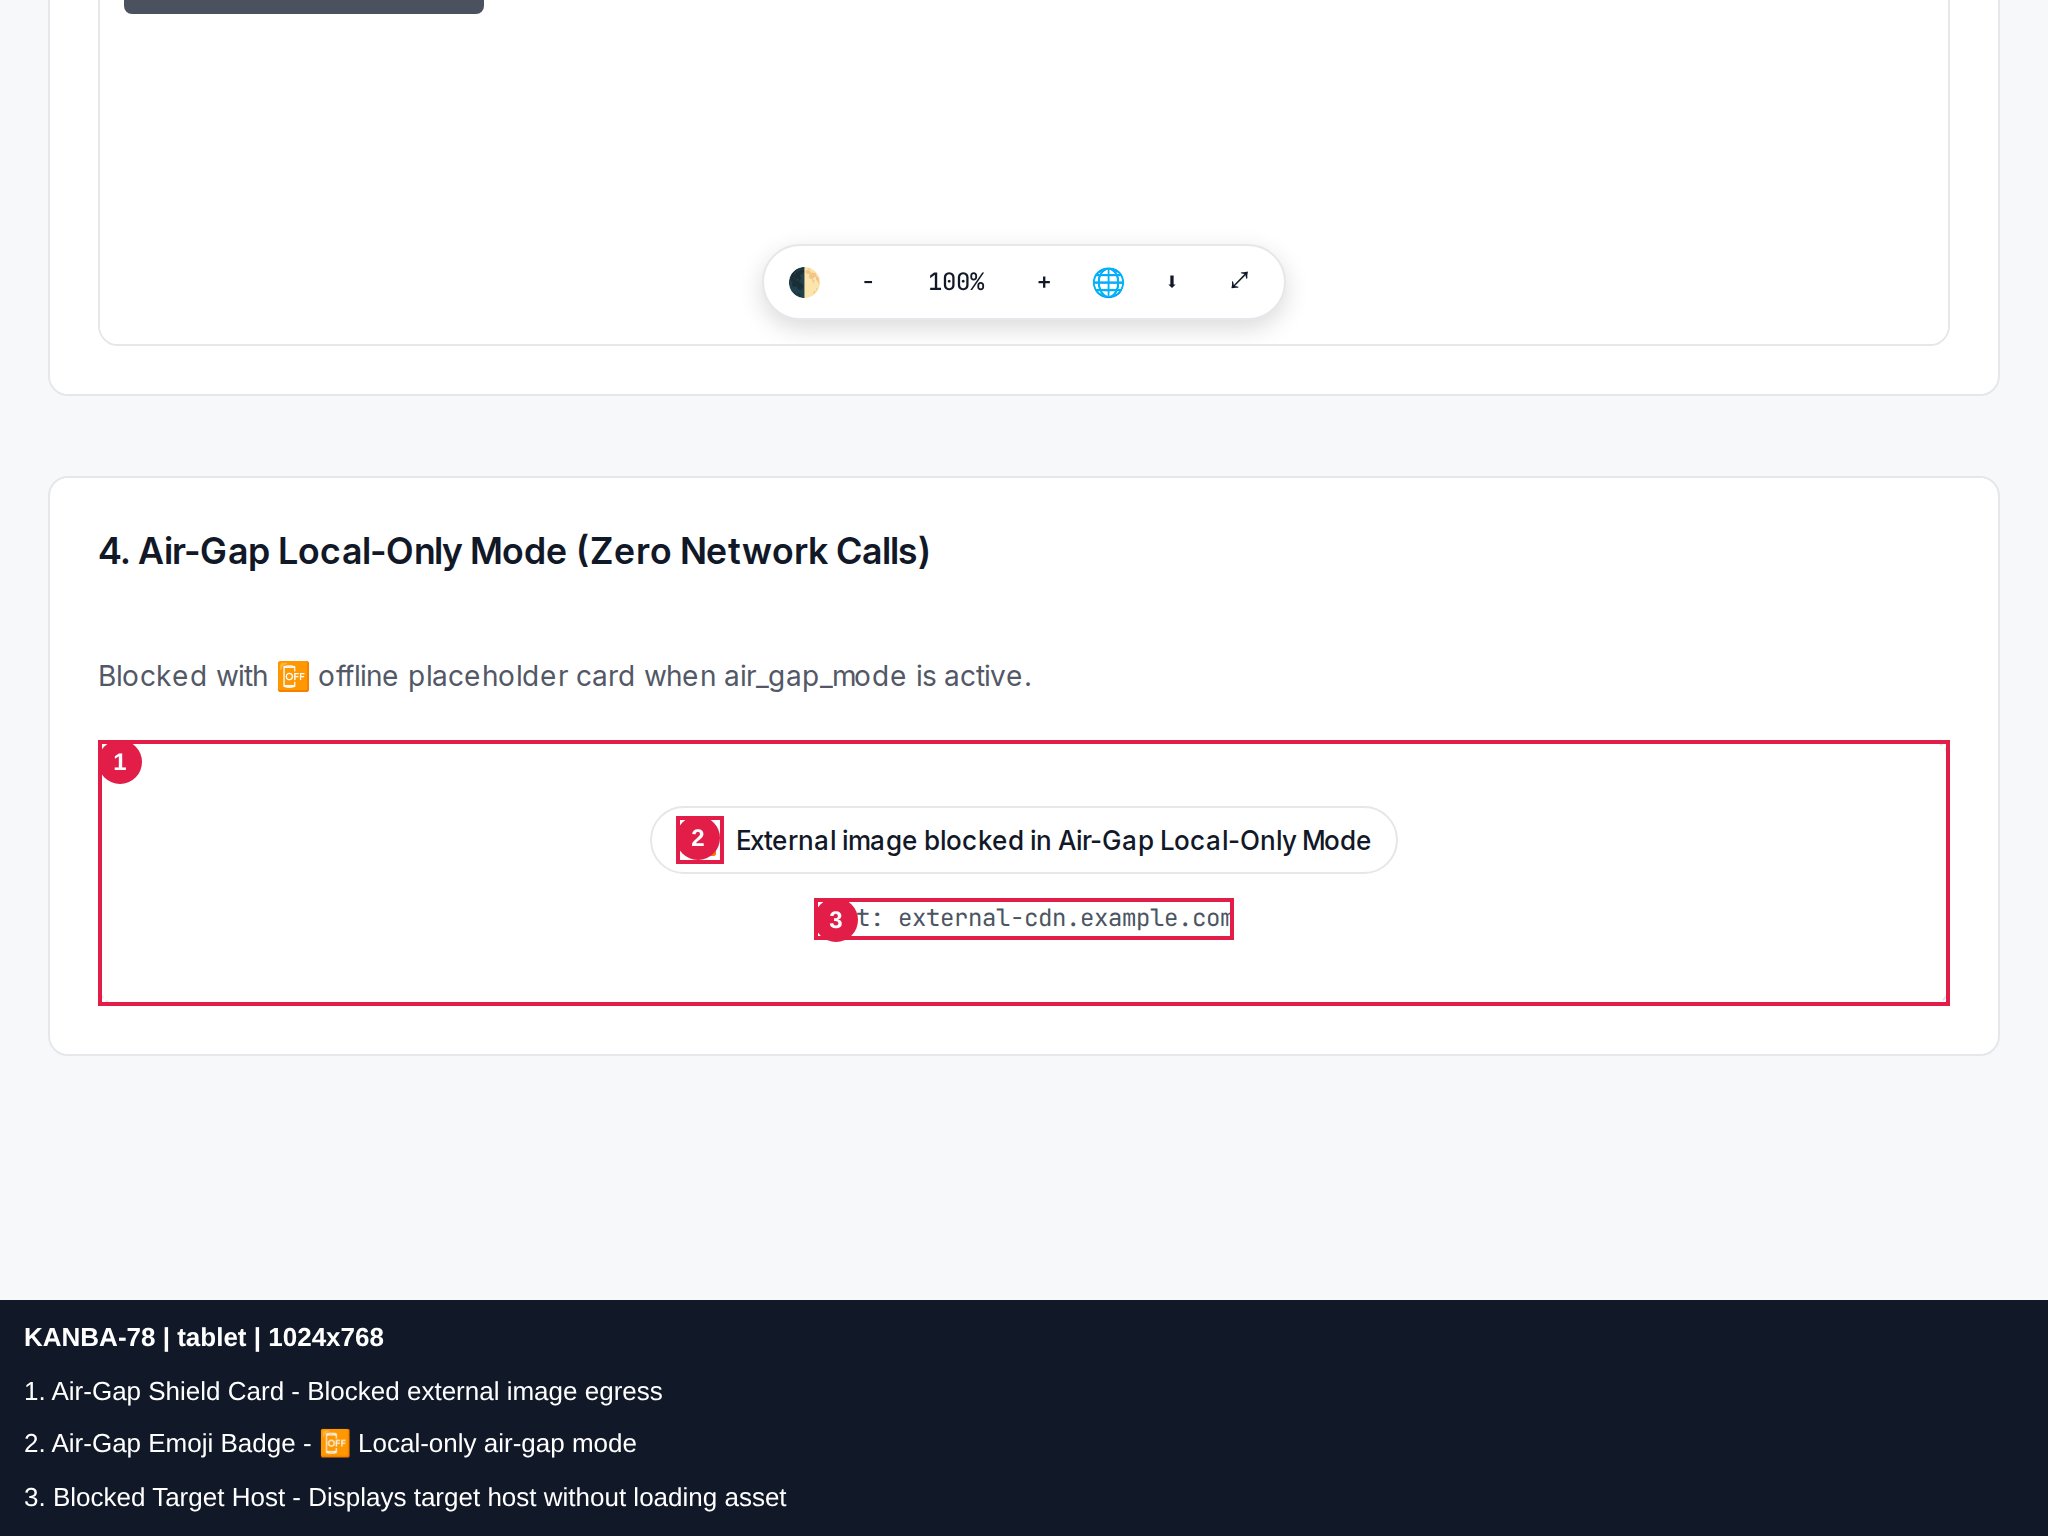 100%
4. Air-Gap Local-Only Mode (Zero Network Calls)
Blocked with 📴 offline placeholder card when air_gap_mode is active.
1
2 External image blocked in Air-Gap Local-Only Mode
3 t: external-cdn.example.com
KANBA-78 | tablet | 1024x768
1. Air-Gap Shield Card - Blocked external image egress
2. Air-Gap Emoji Badge - 📴 Local-only air-gap mode
3. Blocked Target Host - Displays target host without loading asset